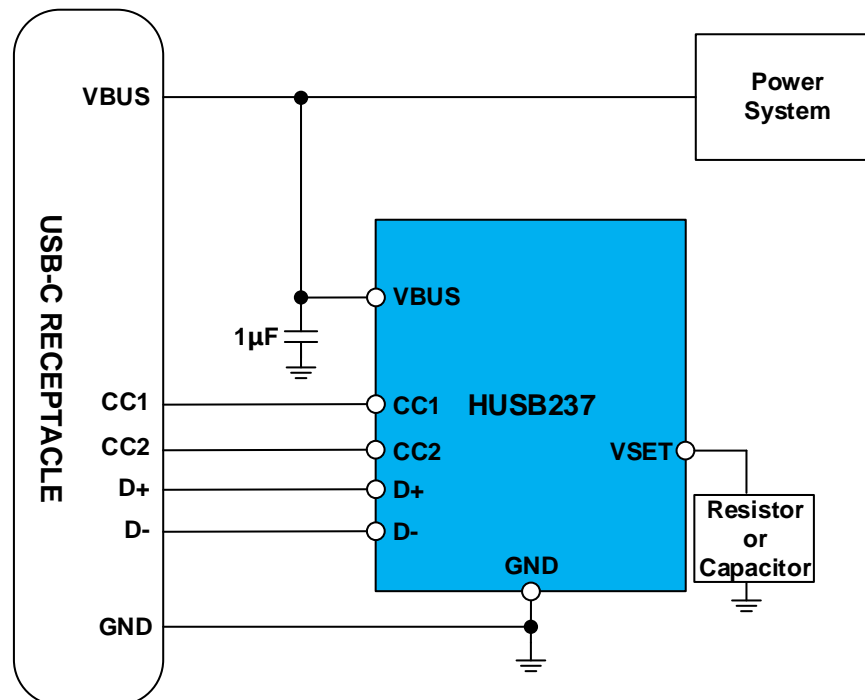 VBUS
Power
System
USB-C RECEPTACLE
VBUS
1µF
CC1
CC1
HUSB237
CC2
CC2
VSET
D+
D+
D-
D-
Resistor
or
Capacitor
GND
GND